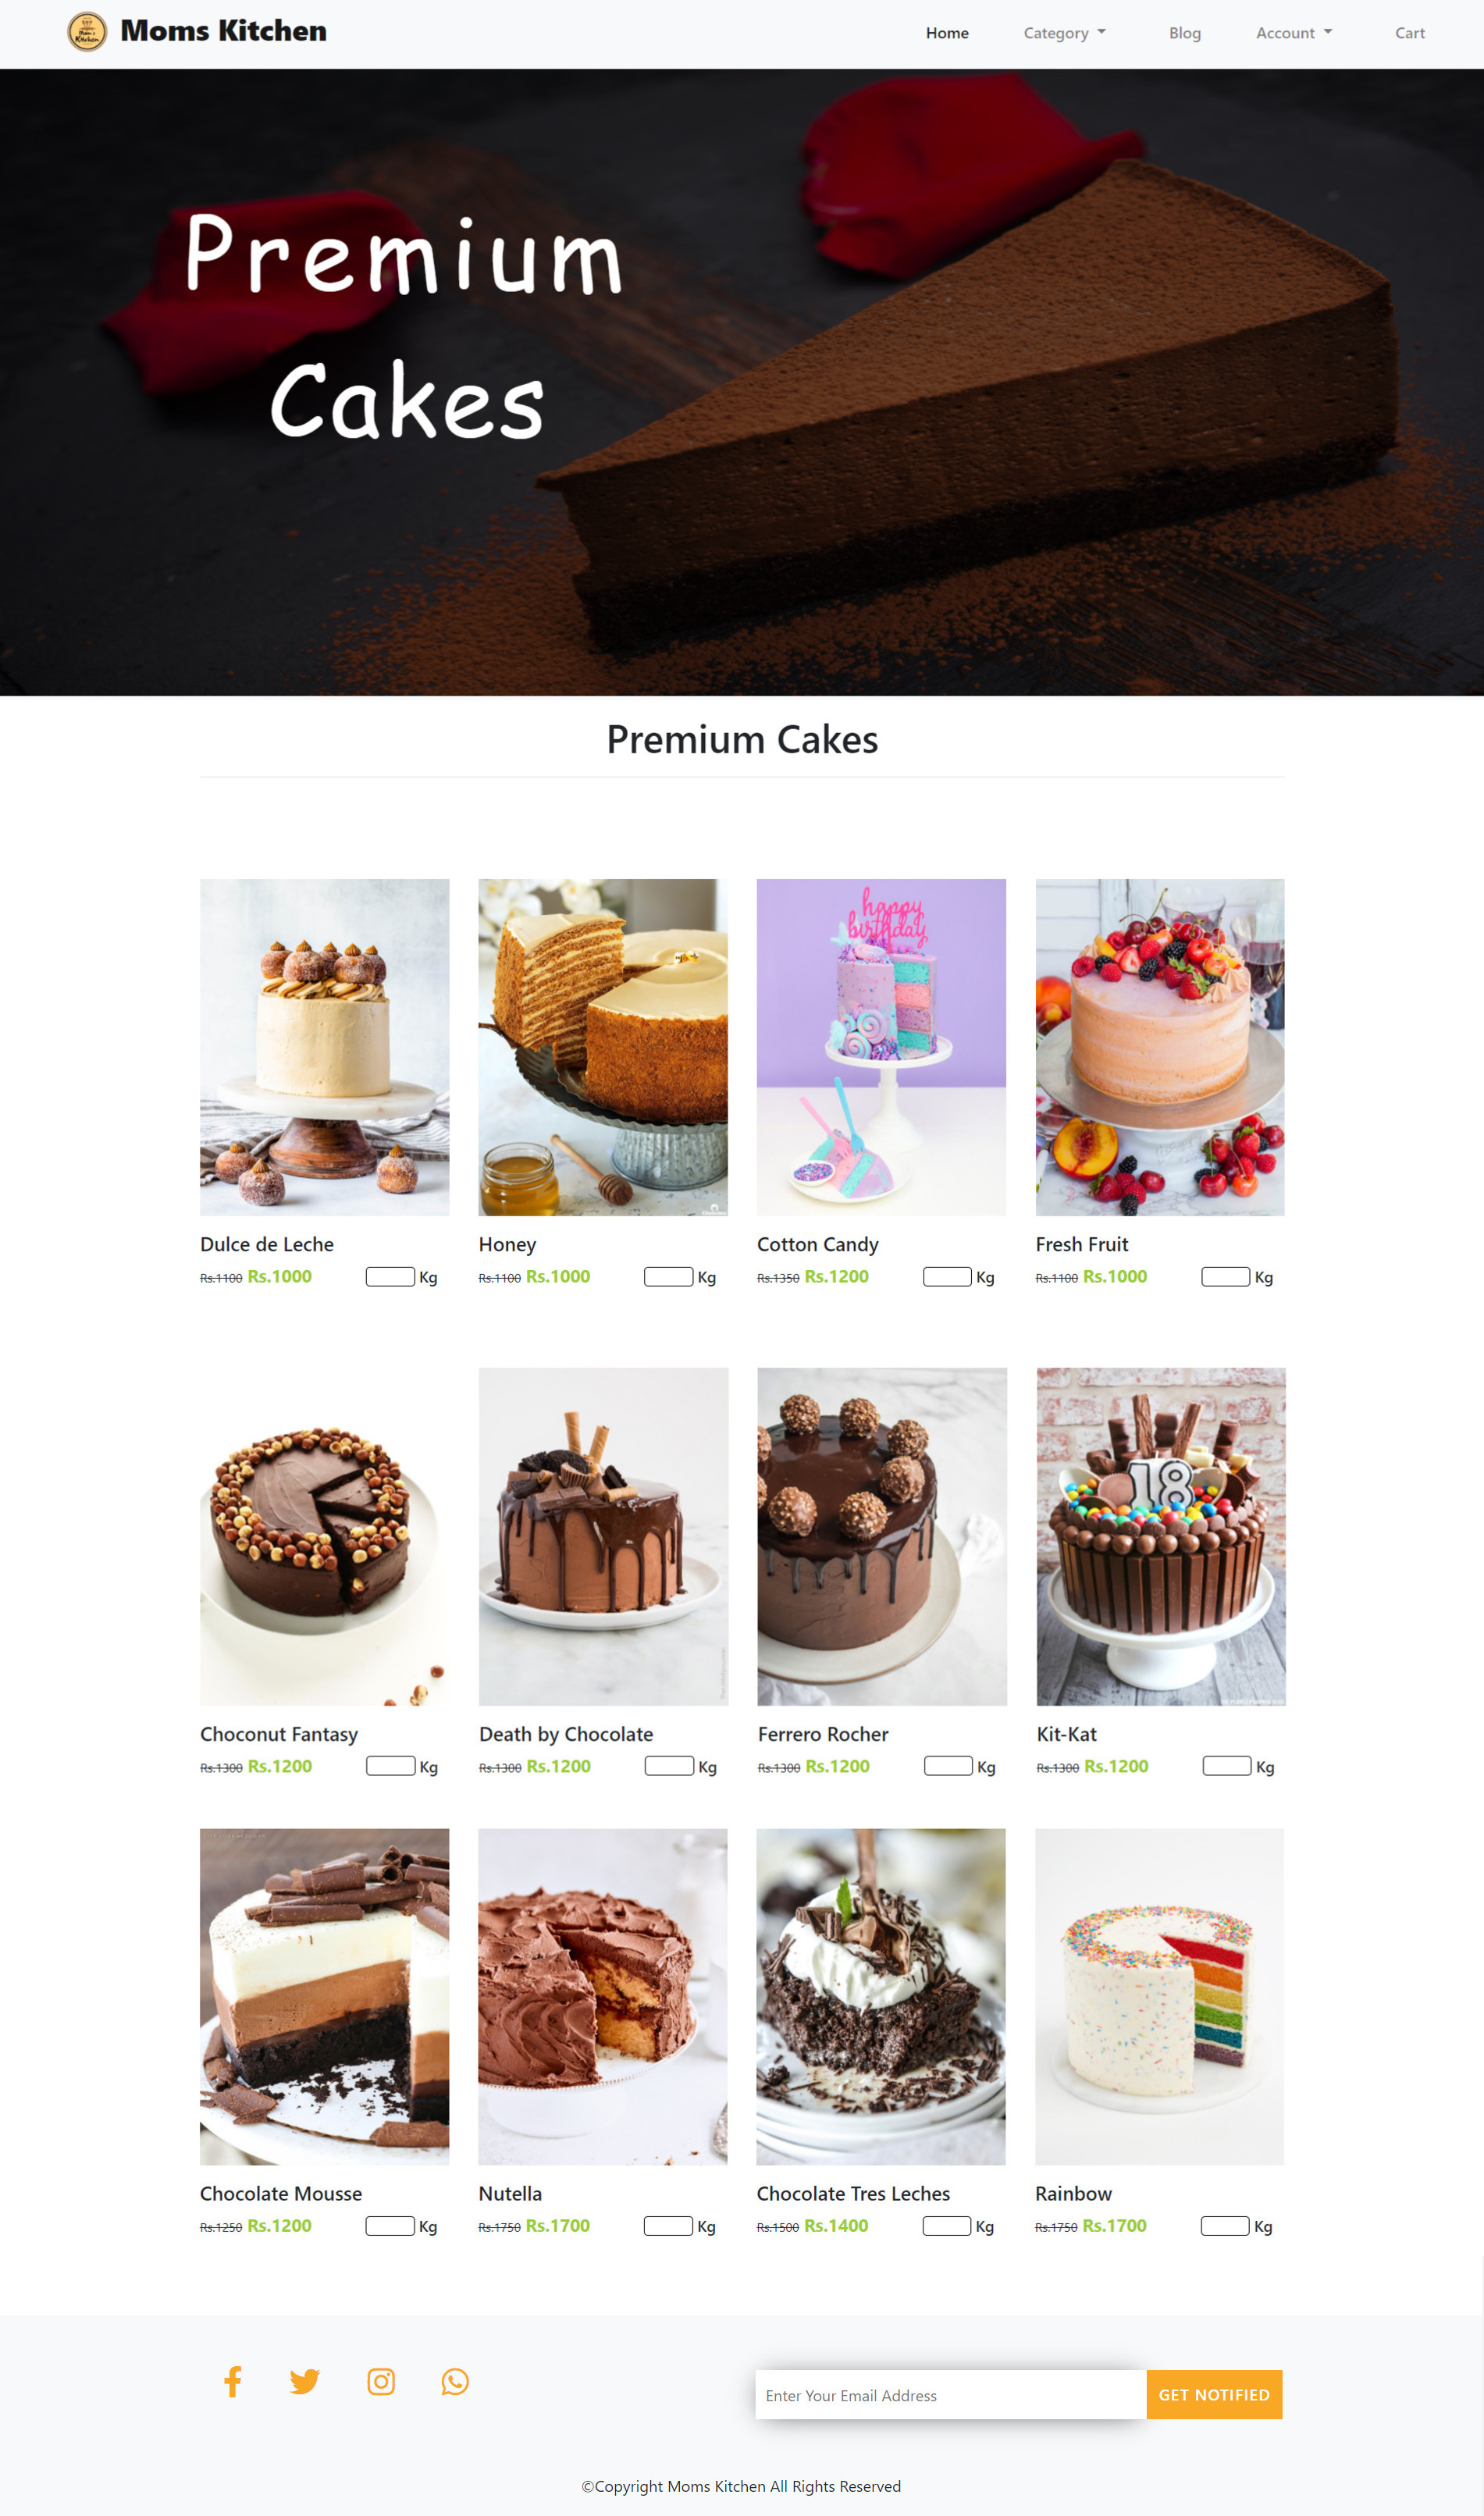 Mom's Kitchen
Moms Kitchen
Home Category Blog Account Cart
Premium
Cakes
Premium Cakes
happy
birthday
Dulce de Leche Honey Cotton Candy Fresh Fruit
Rs.1100 Rs.1000 Kg Rs.1100 Rs.1000 Kg Rs.1350 Rs.1200 Kg Rs.1100 Rs.1000 Kg
18
Choconut Fantasy Death by Chocolate Ferrero Rocher Kit-Kat
Rs.1300 Rs.1200 Kg Rs.1300 Rs.1200 Kg Rs.1300 Rs.1200 Kg Rs.1300 Rs.1200 Kg
Chocolate Mousse Nutella Chocolate Tres Leches Rainbow
Rs.1250 Rs.1200 Kg Rs.1750 Rs.1700 Kg Rs.1500 Rs.1400 Kg Rs.1750 Rs.1700 Kg
Enter Your Email Address GET NOTIFIED
©Copyright Moms Kitchen All Rights Reserved